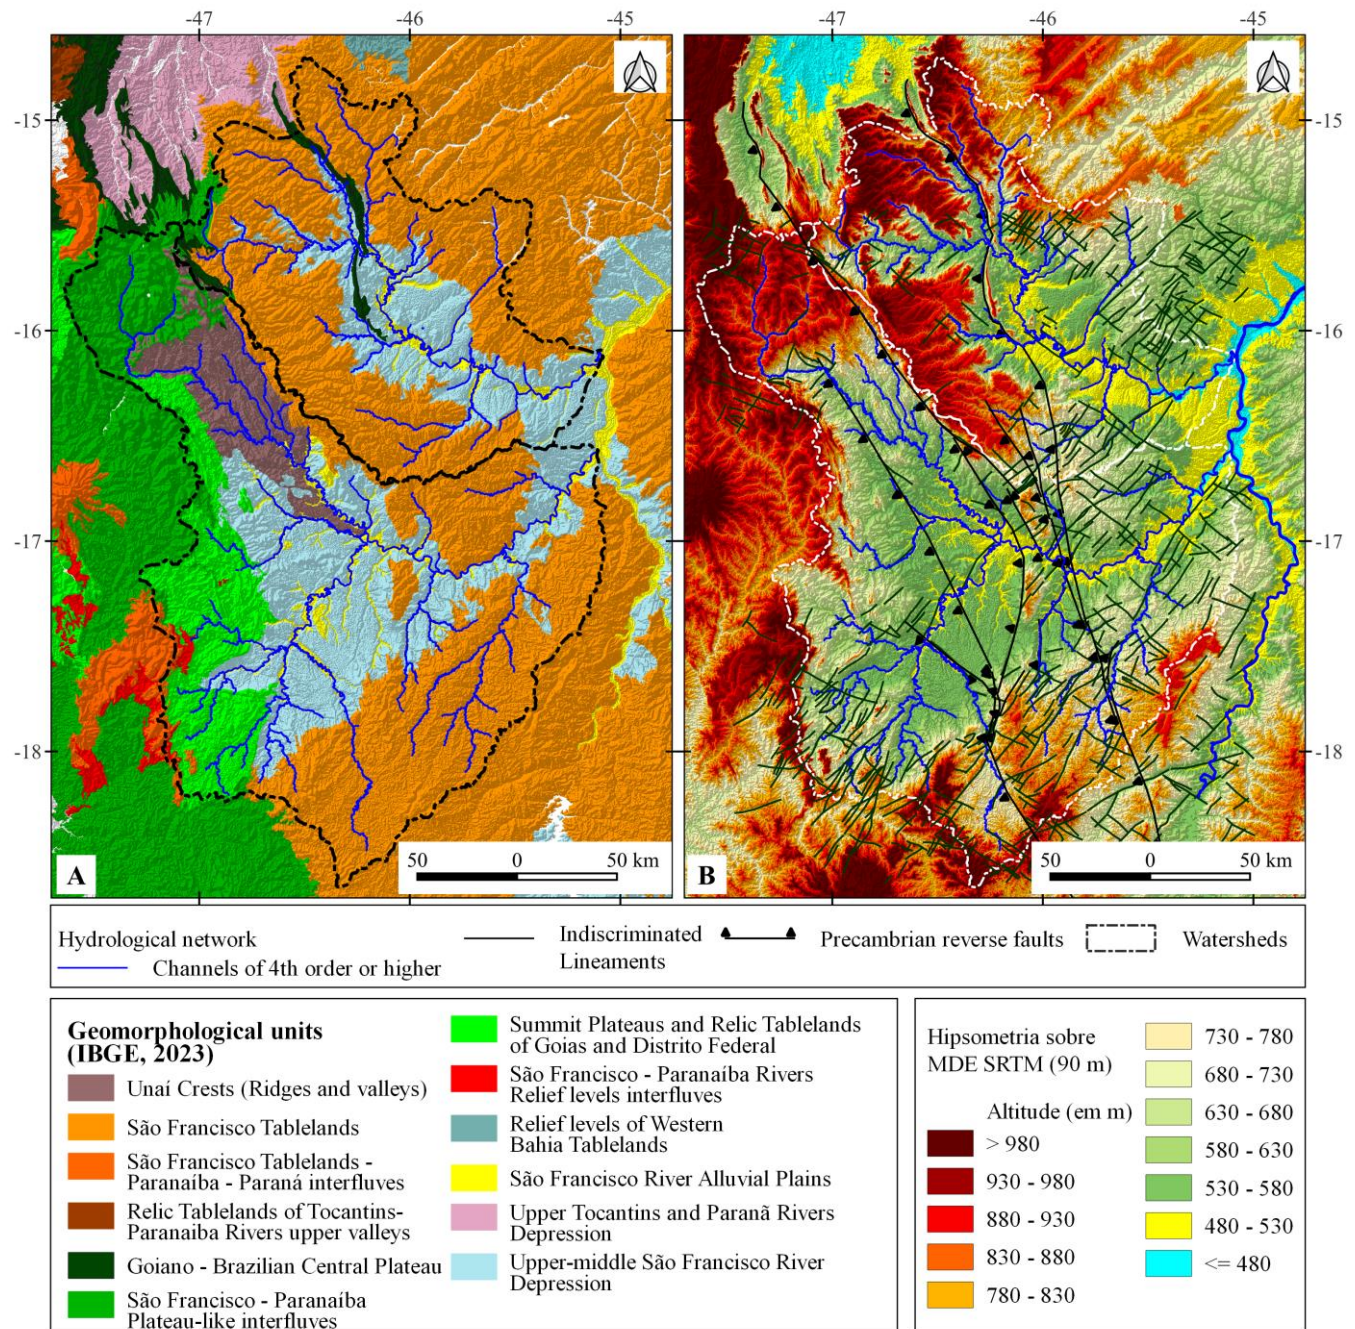 -47 -46 -45
-47 -46 -45
-15
-16
-17
-18
-15
-16
-17
-18
A
50 0 50 km
B
50 0 50 km
Hydrological network
Channels of 4th order or higher
Indiscriminated
Lineaments
Precambrian reverse faults
Watersheds
Geomorphological units
(IBGE, 2023)
Unaí Crests (Ridges and valleys)
São Francisco Tablelands
São Francisco Tablelands -
Paranaíba - Paraná interfluves
Relic Tablelands of Tocantins-
Paranaiba Rivers upper valleys
Goiano - Brazilian Central Plateau
São Francisco - Paranaíba
Plateau-like interfluves
Summit Plateaus and Relic Tablelands
of Goias and Distrito Federal
São Francisco - Paranaíba Rivers
Relief levels interfluves
Relief levels of Western
Bahia Tablelands
São Francisco River Alluvial Plains
Upper Tocantins and Paranã Rivers
Depression
Upper-middle São Francisco River
Depression
Hipsometria sobre
MDE SRTM (90 m)
Altitude (em m)
> 980
930 - 980
880 - 930
830 - 880
780 - 830
730 - 780
680 - 730
630 - 680
580 - 630
530 - 580
480 - 530
<= 480